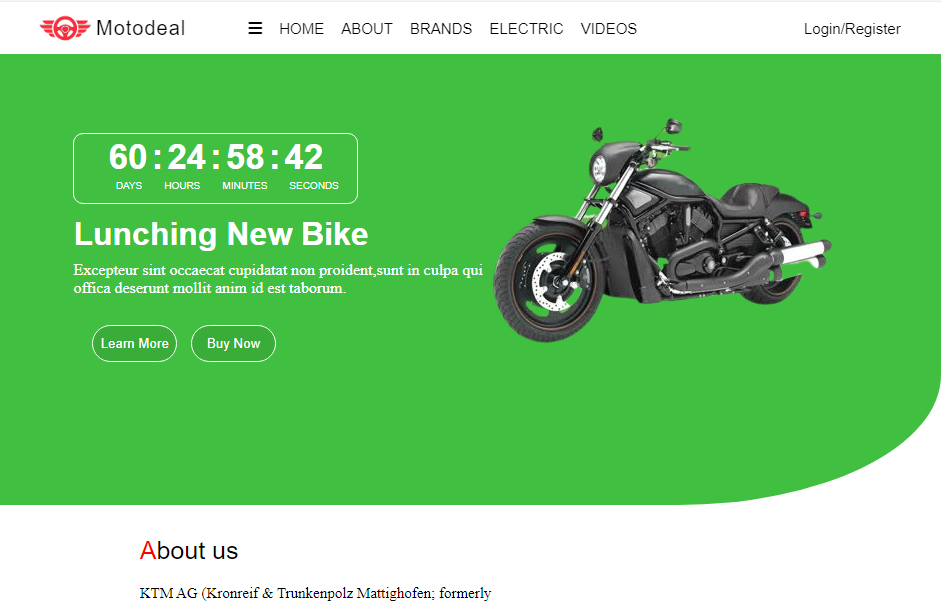 Motodeal
HOME ABOUT BRANDS ELECTRIC VIDEOS
Login/Register
60 : 24 : 58 : 42
DAYS HOURS MINUTES SECONDS
Lunching New Bike
Excepteur sint occaecat cupidatat non proident,sunt in culpa qui
offica deserunt mollit anim id est taborum.
Learn More Buy Now
About us
KTM AG (Kronreif & Trunkenpolz Mattighofen; formerly